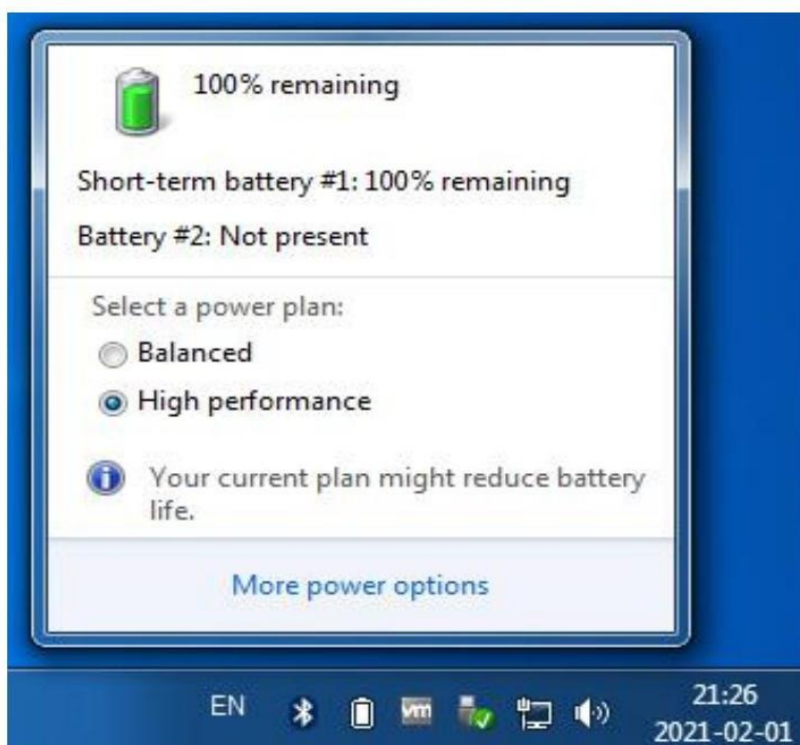 100% remaining
Short-term battery #1: 100% remaining
Battery #2: Not present
Select a power plan:
Balanced
High performance
Your current plan might reduce battery
life.
More power options
EN
vm
21:26
2021-02-01